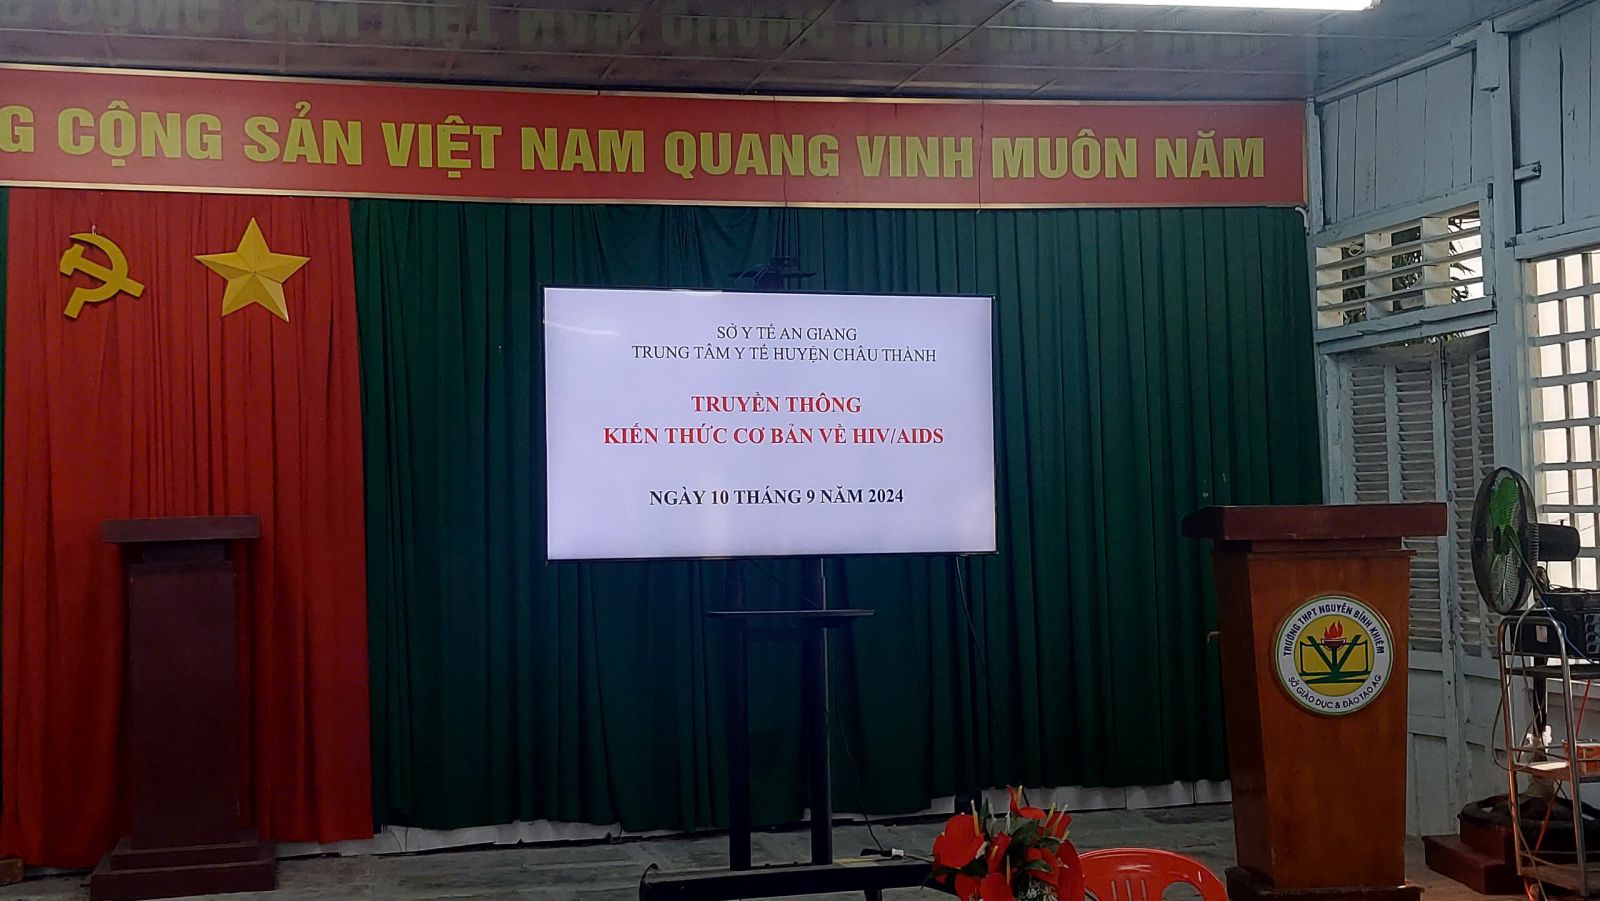 G CỘNG SẢN VIỆT NAM QUANG VINH MUÔN NĂM
SỞ Y TẾ AN GIANG
TRUNG TÂM Y TẾ HUYỆN CHÂU THÀNH
TRUYỀN THÔNG
KIẾN THỨC CƠ BẢN VỀ HIV/AIDS
NGÀY 10 THÁNG 9 NĂM 2024
TRƯỜNG THPT NGUYỄN BỈNH KHIÊM
SỞ GIÁO DỤC & ĐÀO TẠO AG